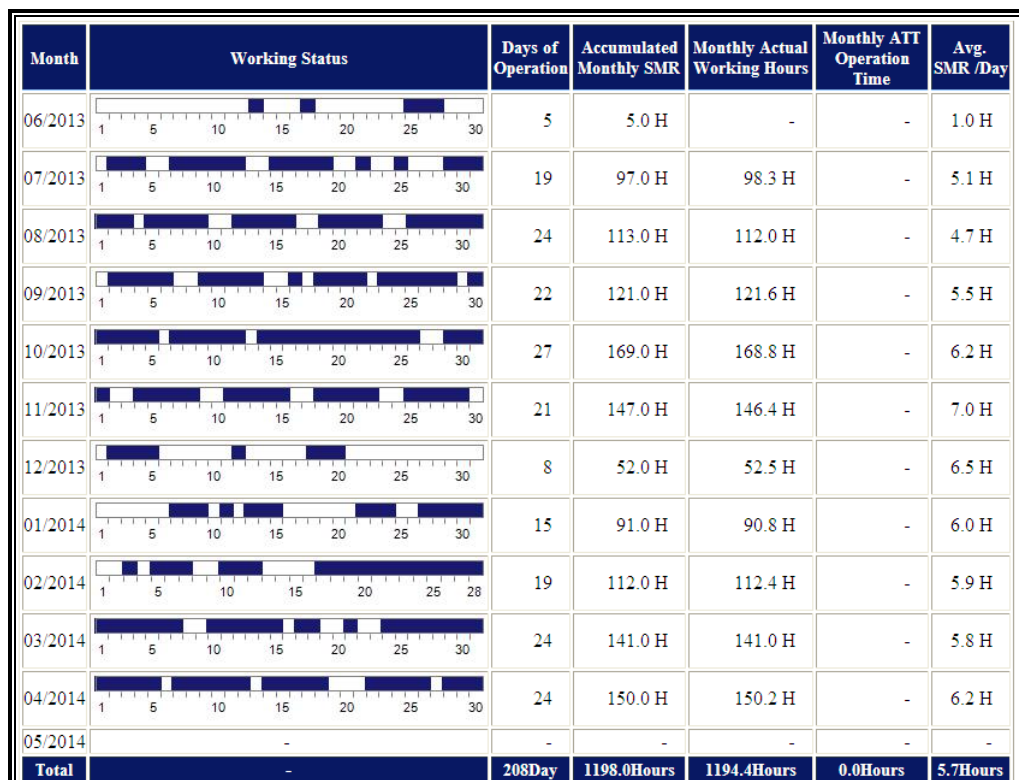 Month Working Status Days of Operation Accumulated Monthly SMR Monthly Actual Working Hours Monthly ATT Operation Time Avg. SMR /Day
06/2013 5 5.0 H - - 1.0 H
1 5 10 15 20 25 30
07/2013 19 97.0 H 98.3 H - 5.1 H
1 5 10 15 20 25 30
08/2013 24 113.0 H 112.0 H - 4.7 H
1 5 10 15 20 25 30
09/2013 22 121.0 H 121.6 H - 5.5 H
1 5 10 15 20 25 30
10/2013 27 169.0 H 168.8 H - 6.2 H
1 5 10 15 20 25 30
11/2013 21 147.0 H 146.4 H - 7.0 H
1 5 10 15 20 25 30
12/2013 8 52.0 H 52.5 H - 6.5 H
1 5 10 15 20 25 30
01/2014 15 91.0 H 90.8 H - 6.0 H
1 5 10 15 20 25 30
02/2014 19 112.0 H 112.4 H - 5.9 H
1 5 10 15 20 25 28
03/2014 24 141.0 H 141.0 H - 5.8 H
1 5 10 15 20 25 30
04/2014 24 150.0 H 150.2 H - 6.2 H
1 5 10 15 20 25 30
05/2014 - - - - - -
Total - 208Day 1198.0Hours 1194.4Hours 0.0Hours 5.7Hours